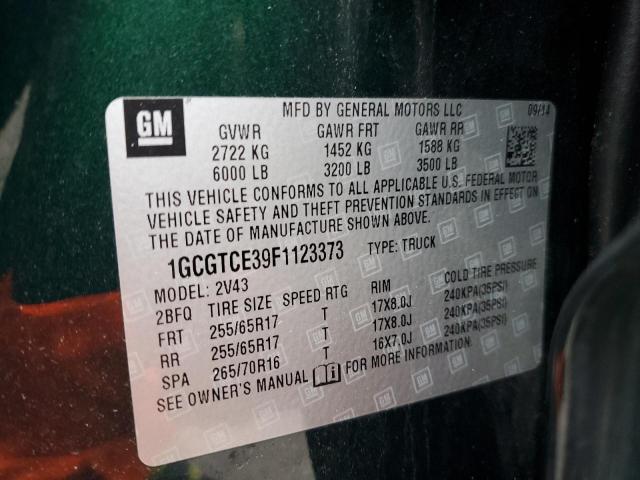 GM
MFD BY GENERAL MOTORS LLC 09/14
GVWR GAWR FRT GAWR RR
2722 KG 1452 KG 1588 KG
6000 LB 3200 LB 3500 LB
THIS VEHICLE CONFORMS TO ALL APPLICABLE U.S. FEDERAL MOTOR
VEHICLE SAFETY AND THEFT PREVENTION STANDARDS IN EFFECT ON
THE DATE OF MANUFACTURE SHOWN ABOVE.
1GCGTCE39F1123373 TYPE: TRUCK
MODEL: 2V43
2BFQ TIRE SIZE SPEED RTG RIM COLD TIRE PRESSURE
FRT 255/65R17 T 17X8.0J 240KPA(35PSI)
RR 255/65R17 T 17X8.0J 240KPA(35PSI)
SPA 265/70R16 T 16X7.0J 240KPA(35PSI)
SEE OWNER'S MANUAL FOR MORE INFORMATION.